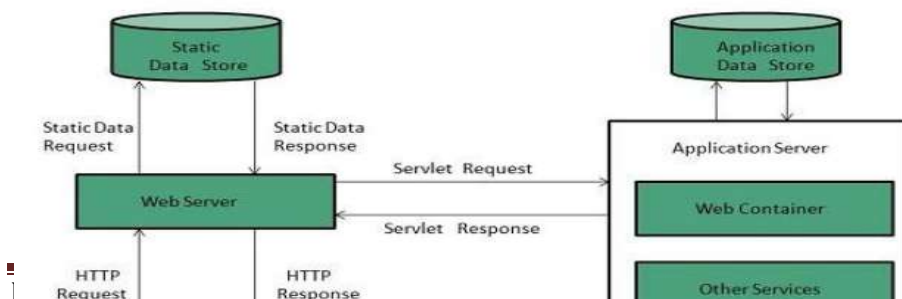 Static
Data Store
Application
Data Store
Static Data
Request
Static Data
Response
Servlet Request
Application Server
Web Server
Web Container
Servlet Response
HTTP
Request
HTTP
Response
Other Services